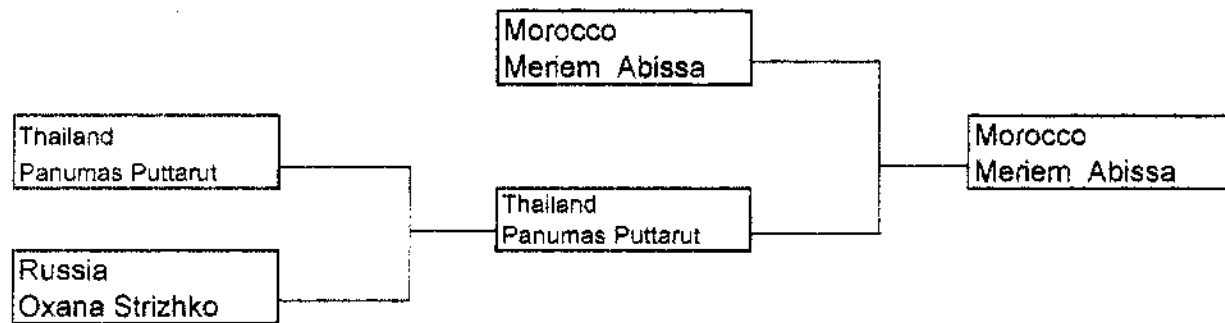 Morocco
Meriem Abissa
Thailand
Panumas Puttarut
Morocco
Meriem Abissa
Thailand
Panumas Puttarut
Russia
Oxana Strizhko